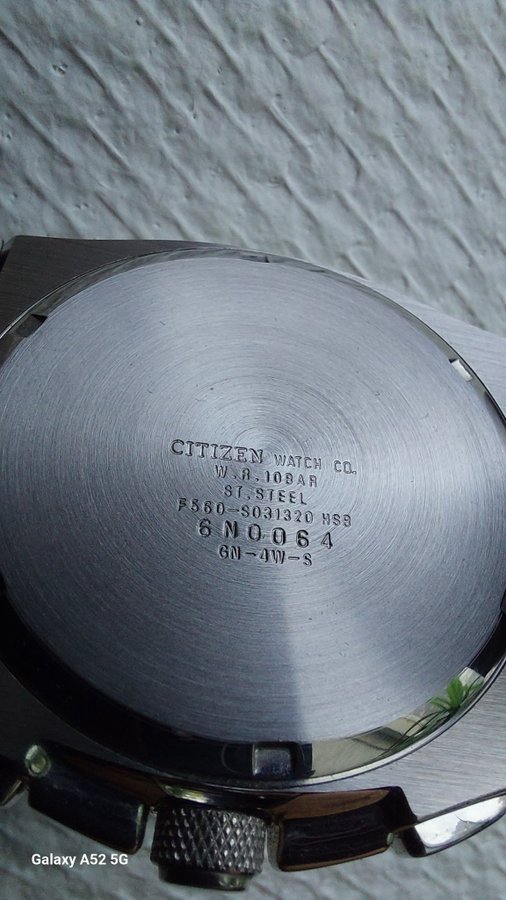 CITIZEN WATCH CO.
W.R.10BAR
ST.STEEL
F560-S031320 HSB
6N0064
GN-4W-S
Galaxy A52 5G